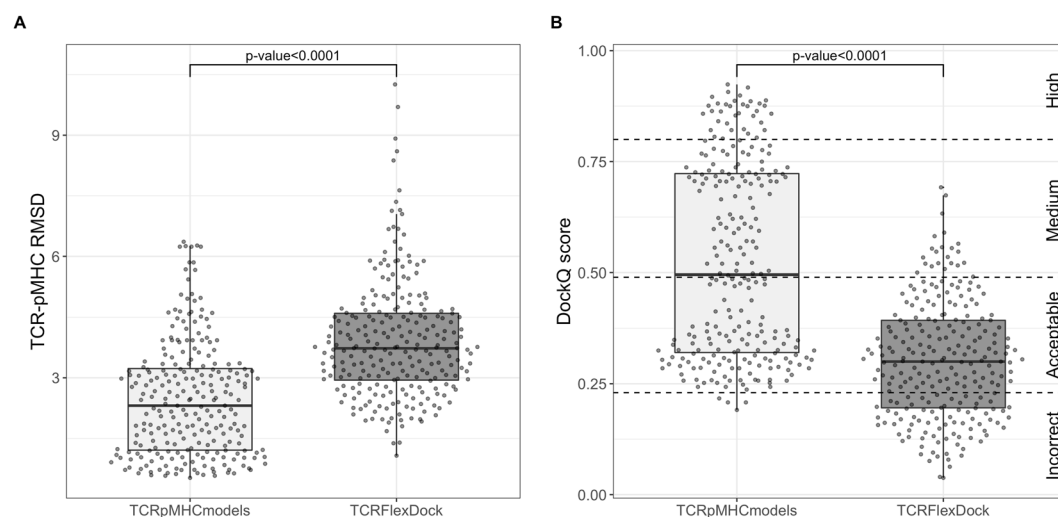 A
p-value<0.0001
9
6
3
TCR-pMHC RMSD
TCRpMHCmodels
TCRFlexDock
B
p-value<0.0001
1.00
0.75
0.50
0.25
0.00
DockQ score
High
Medium
Acceptable
Incorrect
TCRpMHCmodels
TCRFlexDock